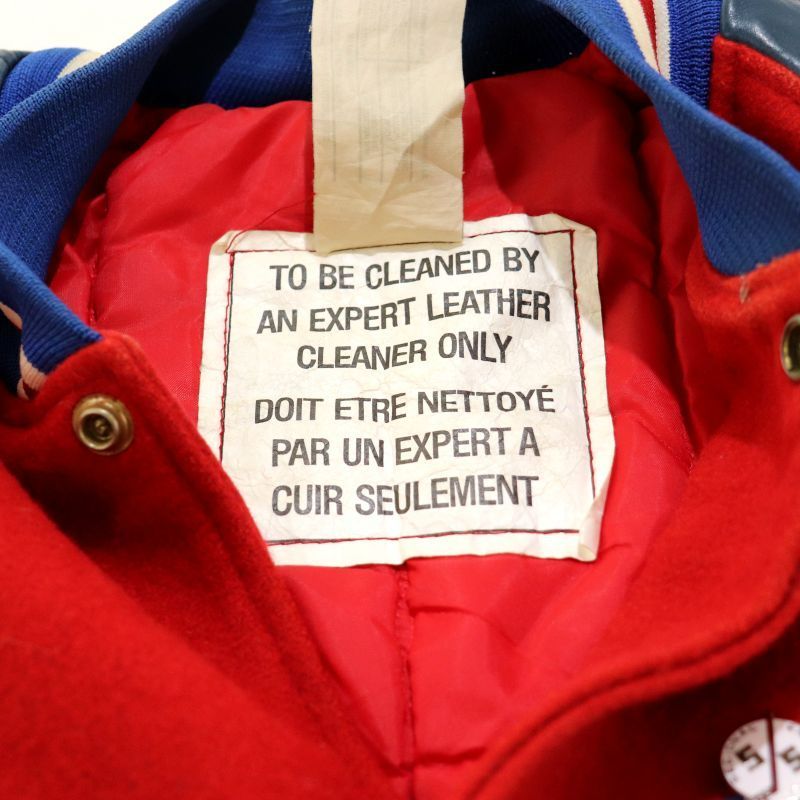 TO BE CLEANED BY
AN EXPERT LEATHER
CLEANER ONLY
DOIT ETRE NETTOYÉ
PAR UN EXPERT A
CUIR SEULEMENT